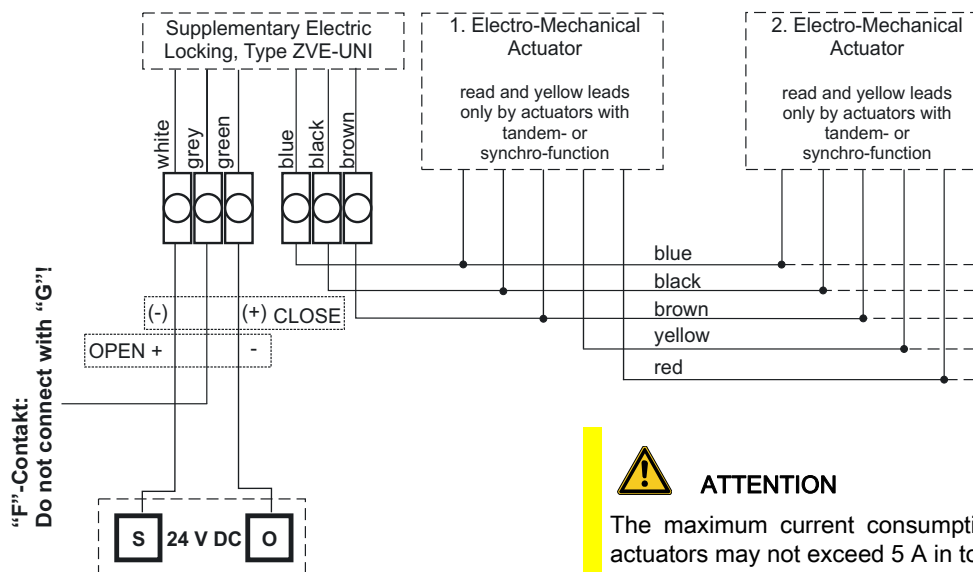 Supplementary Electric
Locking, Type ZVE-UNI
1. Electro-Mechanical
Actuator
read and yellow leads
only by actuators with
tandem- or
synchro-function
2. Electro-Mechanical
Actuator
read and yellow leads
only by actuators with
tandem- or
synchro-function
white
grey
green
blue
black
brown
blue
black
brown
yellow
red
(-)
(+) CLOSE
OPEN +
-
"F"-Contakt:
Do not connect with "G"!
S
24 V DC
O
ATTENTION
The maximum current consumpti
actuators may not exceed 5 A in to